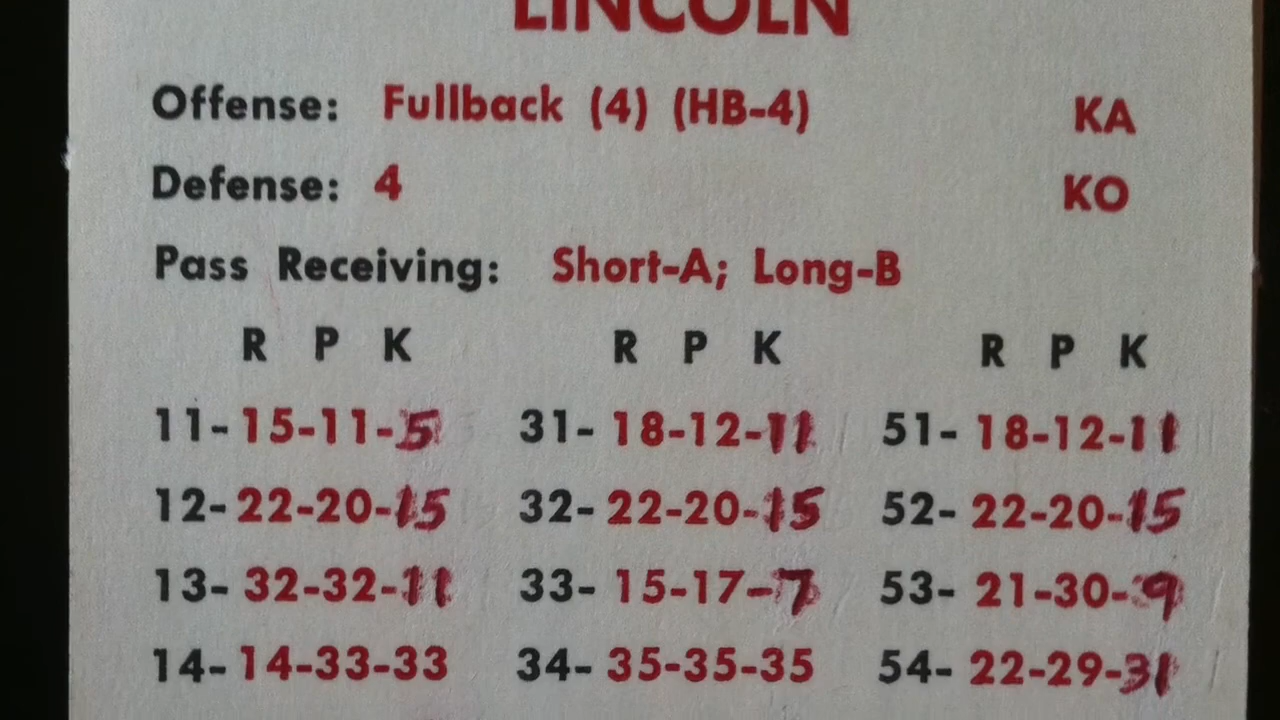 LINCOLN
Offense: Fullback (4) (HB-4) KA
Defense: 4 KO
Pass Receiving: Short-A; Long-B
R P K R P K R P K
11- 15-11-5 31- 18-12-11 51- 18-12-11
12- 22-20-15 32- 22-20-15 52- 22-20-15
13- 32-32-11 33- 15-17-7 53- 21-30-9
14- 14-33-33 34- 35-35-35 54- 22-29-31